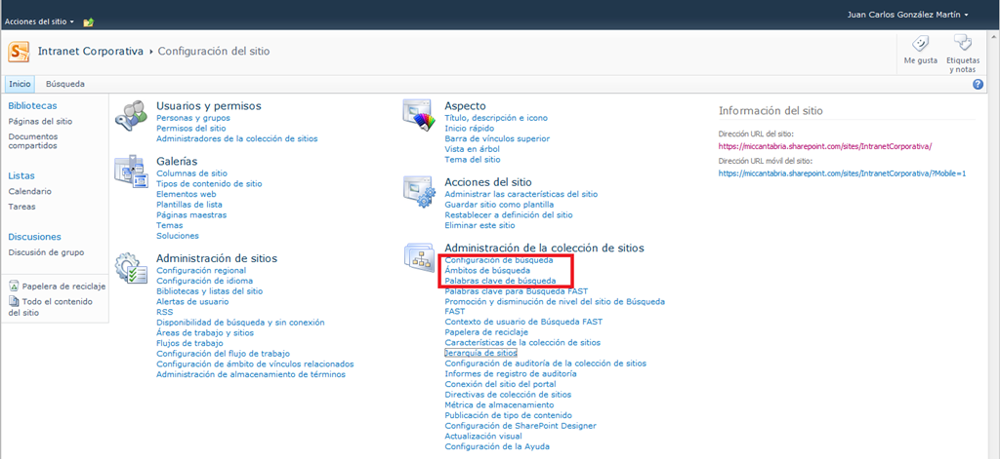 Acciones del sitio
Juan Carlos González Martín
Intranet Corporativa
Configuración del sitio
Me gusta
Etiquetas
y notas
Inicio
Búsqueda
Bibliotecas
Páginas del sitio
Documentos
compartidos
Listas
Calendario
Tareas
Discusiones
Discusión de grupo
Papelera de reciclaje
Todo el contenido
del sitio
Usuarios y permisos
Personas y grupos
Permisos del sitio
Administradores de la colección de sitios
Galerías
Columnas de sitio
Tipos de contenido de sitio
Elementos web
Plantillas de lista
Páginas maestras
Temas
Soluciones
Administración de sitios
Configuración regional
Configuración de idioma
Bibliotecas y listas del sitio
Alertas de usuario
RSS
Disponibilidad de búsqueda y sin conexión
Áreas de trabajo y sitios
Flujos de trabajo
Configuración del flujo de trabajo
Configuración de ámbito de vínculos relacionados
Administración de almacenamiento de términos
Aspecto
Título, descripción e icono
Inicio rápido
Barra de vínculos superior
Vista en árbol
Tema del sitio
Acciones del sitio
Administrar las características del sitio
Guardar sitio como plantilla
Restablecer a definición del sitio
Eliminar este sitio
Administración de la colección de sitios
Configuración de búsqueda
Ámbitos de búsqueda
Palabras clave de búsqueda
Palabras clave para Búsqueda FAST
Promoción y disminución de nivel del sitio de Búsqueda
FAST
Contexto de usuario de Búsqueda FAST
Papelera de reciclaje
Características de la colección de sitios
Jerarquía de sitios
Configuración de auditoría de la colección de sitios
Informes de registro de auditoría
Conexión del sitio del portal
Directivas de colección de sitios
Métrica de almacenamiento
Publicación de tipo de contenido
Configuración de SharePoint Designer
Actualización visual
Configuración de la Ayuda
Información del sitio
Dirección URL del sitio:
https://miccantabria.sharepoint.com/sites/IntranetCorporativa/
Dirección URL móvil del sitio:
https://miccantabria.sharepoint.com/sites/IntranetCorporativa/?Mobile=1